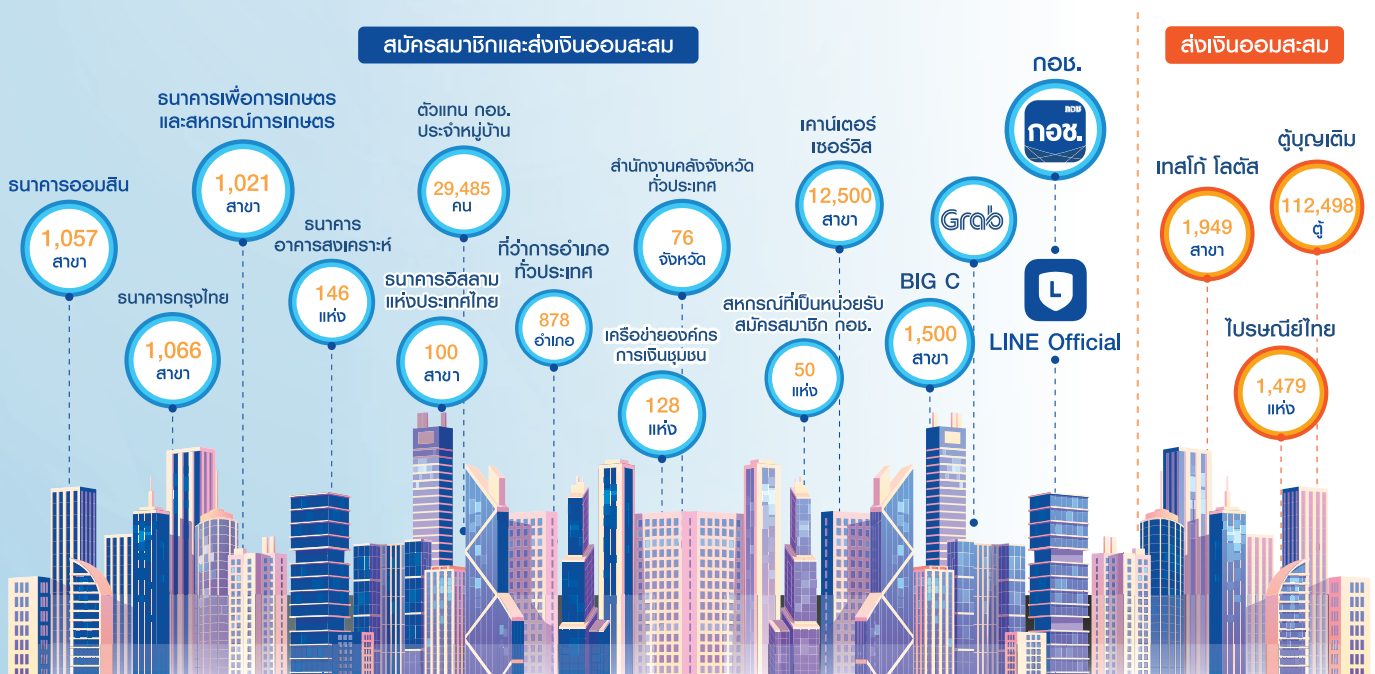 สมัครสมาชิกและส่งเงินออมสะสม
ธนาคารออมสิน
1,057
สาขา
ธนาคารกรุงไทย
1,066
สาขา
ธนาคารเพื่อการเกษตร
และสหกรณ์การเกษตร
1,021
สาขา
ธนาคาร
อาคารสงเคราะห์
146
แห่ง
ตัวแทน กอช.
ประจำหมู่บ้าน
29,485
คน
ธนาคารอิสลาม
แห่งประเทศไทย
100
สาขา
ที่ว่าการอำเภอ
ทั่วประเทศ
878
อำเภอ
สำนักงานคลังจังหวัด
ทั่วประเทศ
76
จังหวัด
เครือข่ายองค์กร
การเงินชุมชน
128
แห่ง
สหกรณ์ที่เป็นหน่วยรับ
สมัครสมาชิก กอช.
50
แห่ง
เคาน์เตอร์
เซอร์วิส
12,500
สาขา
BIG C
1,500
สาขา
Grab
กอช.
กอช
กอช.
L
LINE Official
ส่งเงินออมสะสม
เทสโก้ โลตัส
1,949
สาขา
ตู้บุญเติม
112,498
ตู้
ไปรษณีย์ไทย
1,479
แห่ง